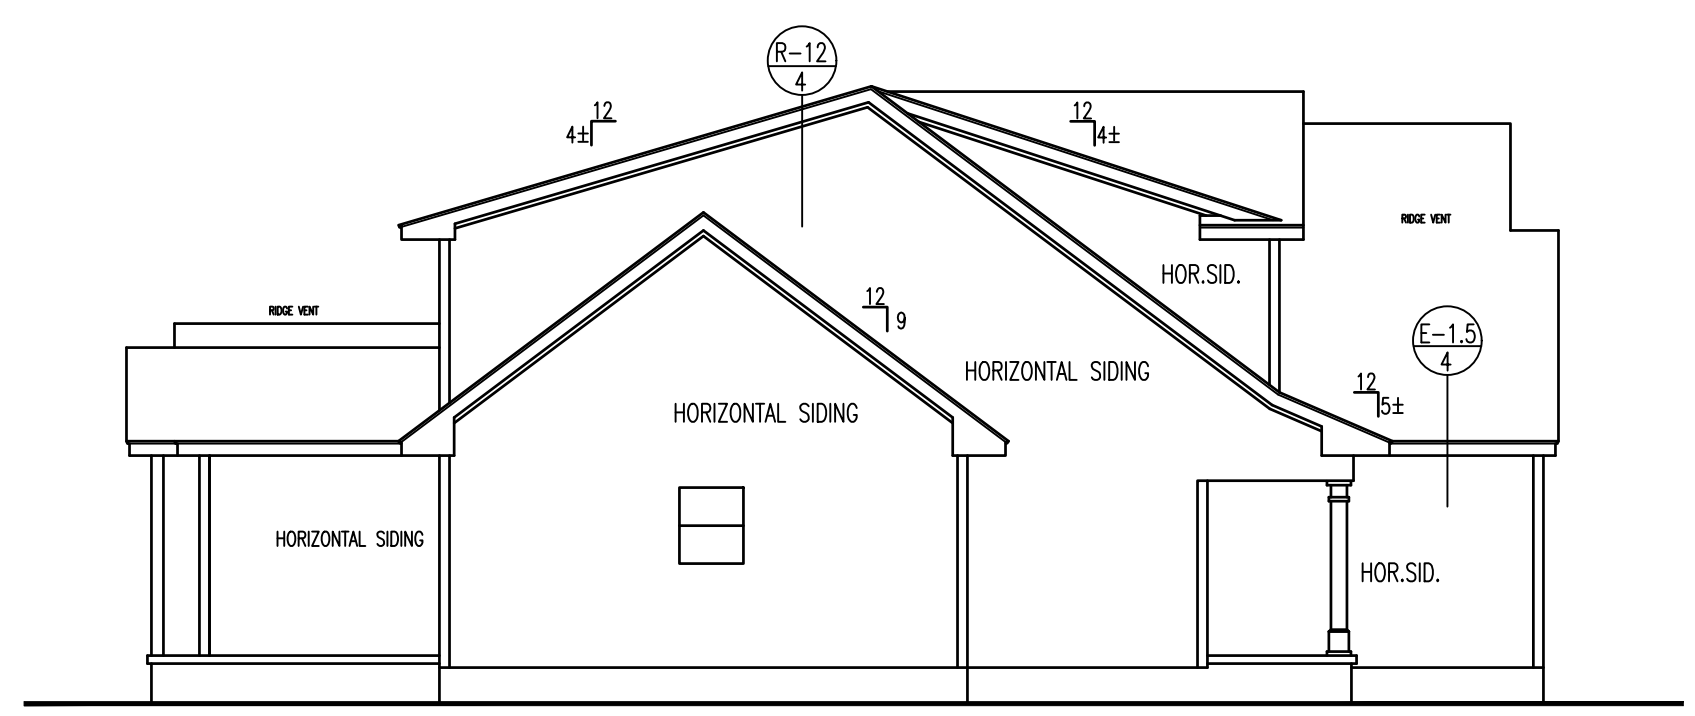 R-12
4
12
4±
12
4±
RIDGE VENT
HOR.SID.
12
9
RIDGE VENT
E-1.5
4
HORIZONTAL SIDING
12
5±
HORIZONTAL SIDING
HORIZONTAL SIDING
HOR.SID.